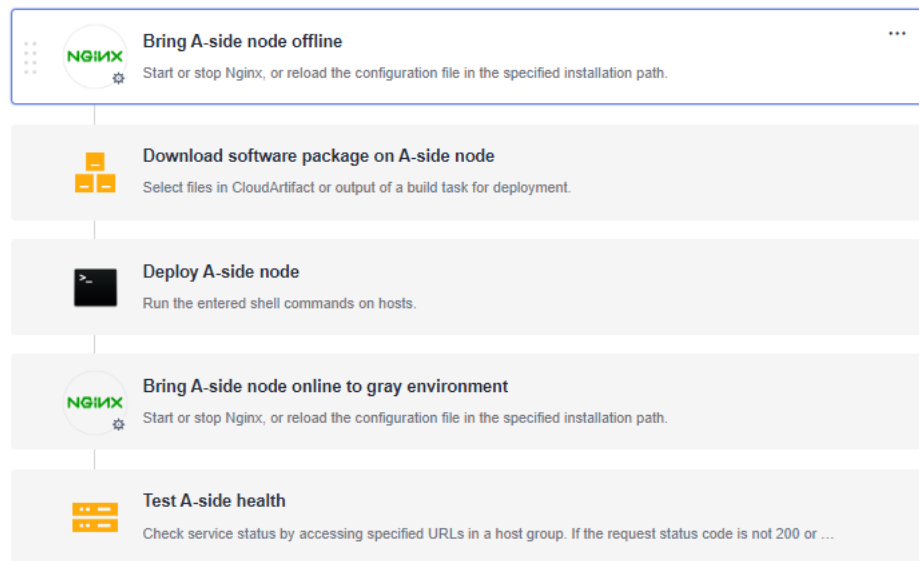 NGINX
Bring A-side node offline
...
Start or stop Nginx, or reload the configuration file in the specified installation path.
Download software package on A-side node
Select files in CloudArtifact or output of a build task for deployment.
>_
Deploy A-side node
Run the entered shell commands on hosts.
NGINX
Bring A-side node online to gray environment
Start or stop Nginx, or reload the configuration file in the specified installation path.
Test A-side health
Check service status by accessing specified URLs in a host group. If the request status code is not 200 or ...